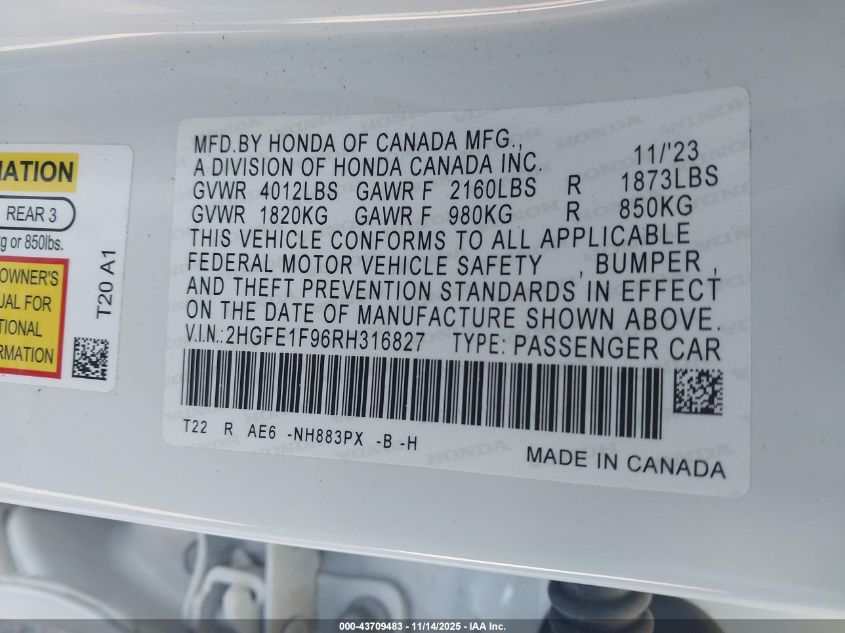 MFD.BY HONDA OF CANADA MFG.,
A DIVISION OF HONDA CANADA INC. 11/'23
GVWR 4012LBS GAWR F 2160LBS R 1873LBS
GVWR 1820KG GAWR F 980KG R 850KG
THIS VEHICLE CONFORMS TO ALL APPLICABLE
FEDERAL MOTOR VEHICLE SAFETY , BUMPER ,
AND THEFT PREVENTION STANDARDS IN EFFECT
ON THE DATE OF MANUFACTURE SHOWN ABOVE.
V.I.N.:2HGFE1F96RH316827 TYPE: PASSENGER CAR
T22 R AE6 -NH883PX -B -H
MADE IN CANADA
MATION
REAR 3
kg or 850lbs.
OWNER'S
UAL FOR
TIONAL
RMATION
T20 A1
000-43709483 - 11/14/2025 - IAA Inc.